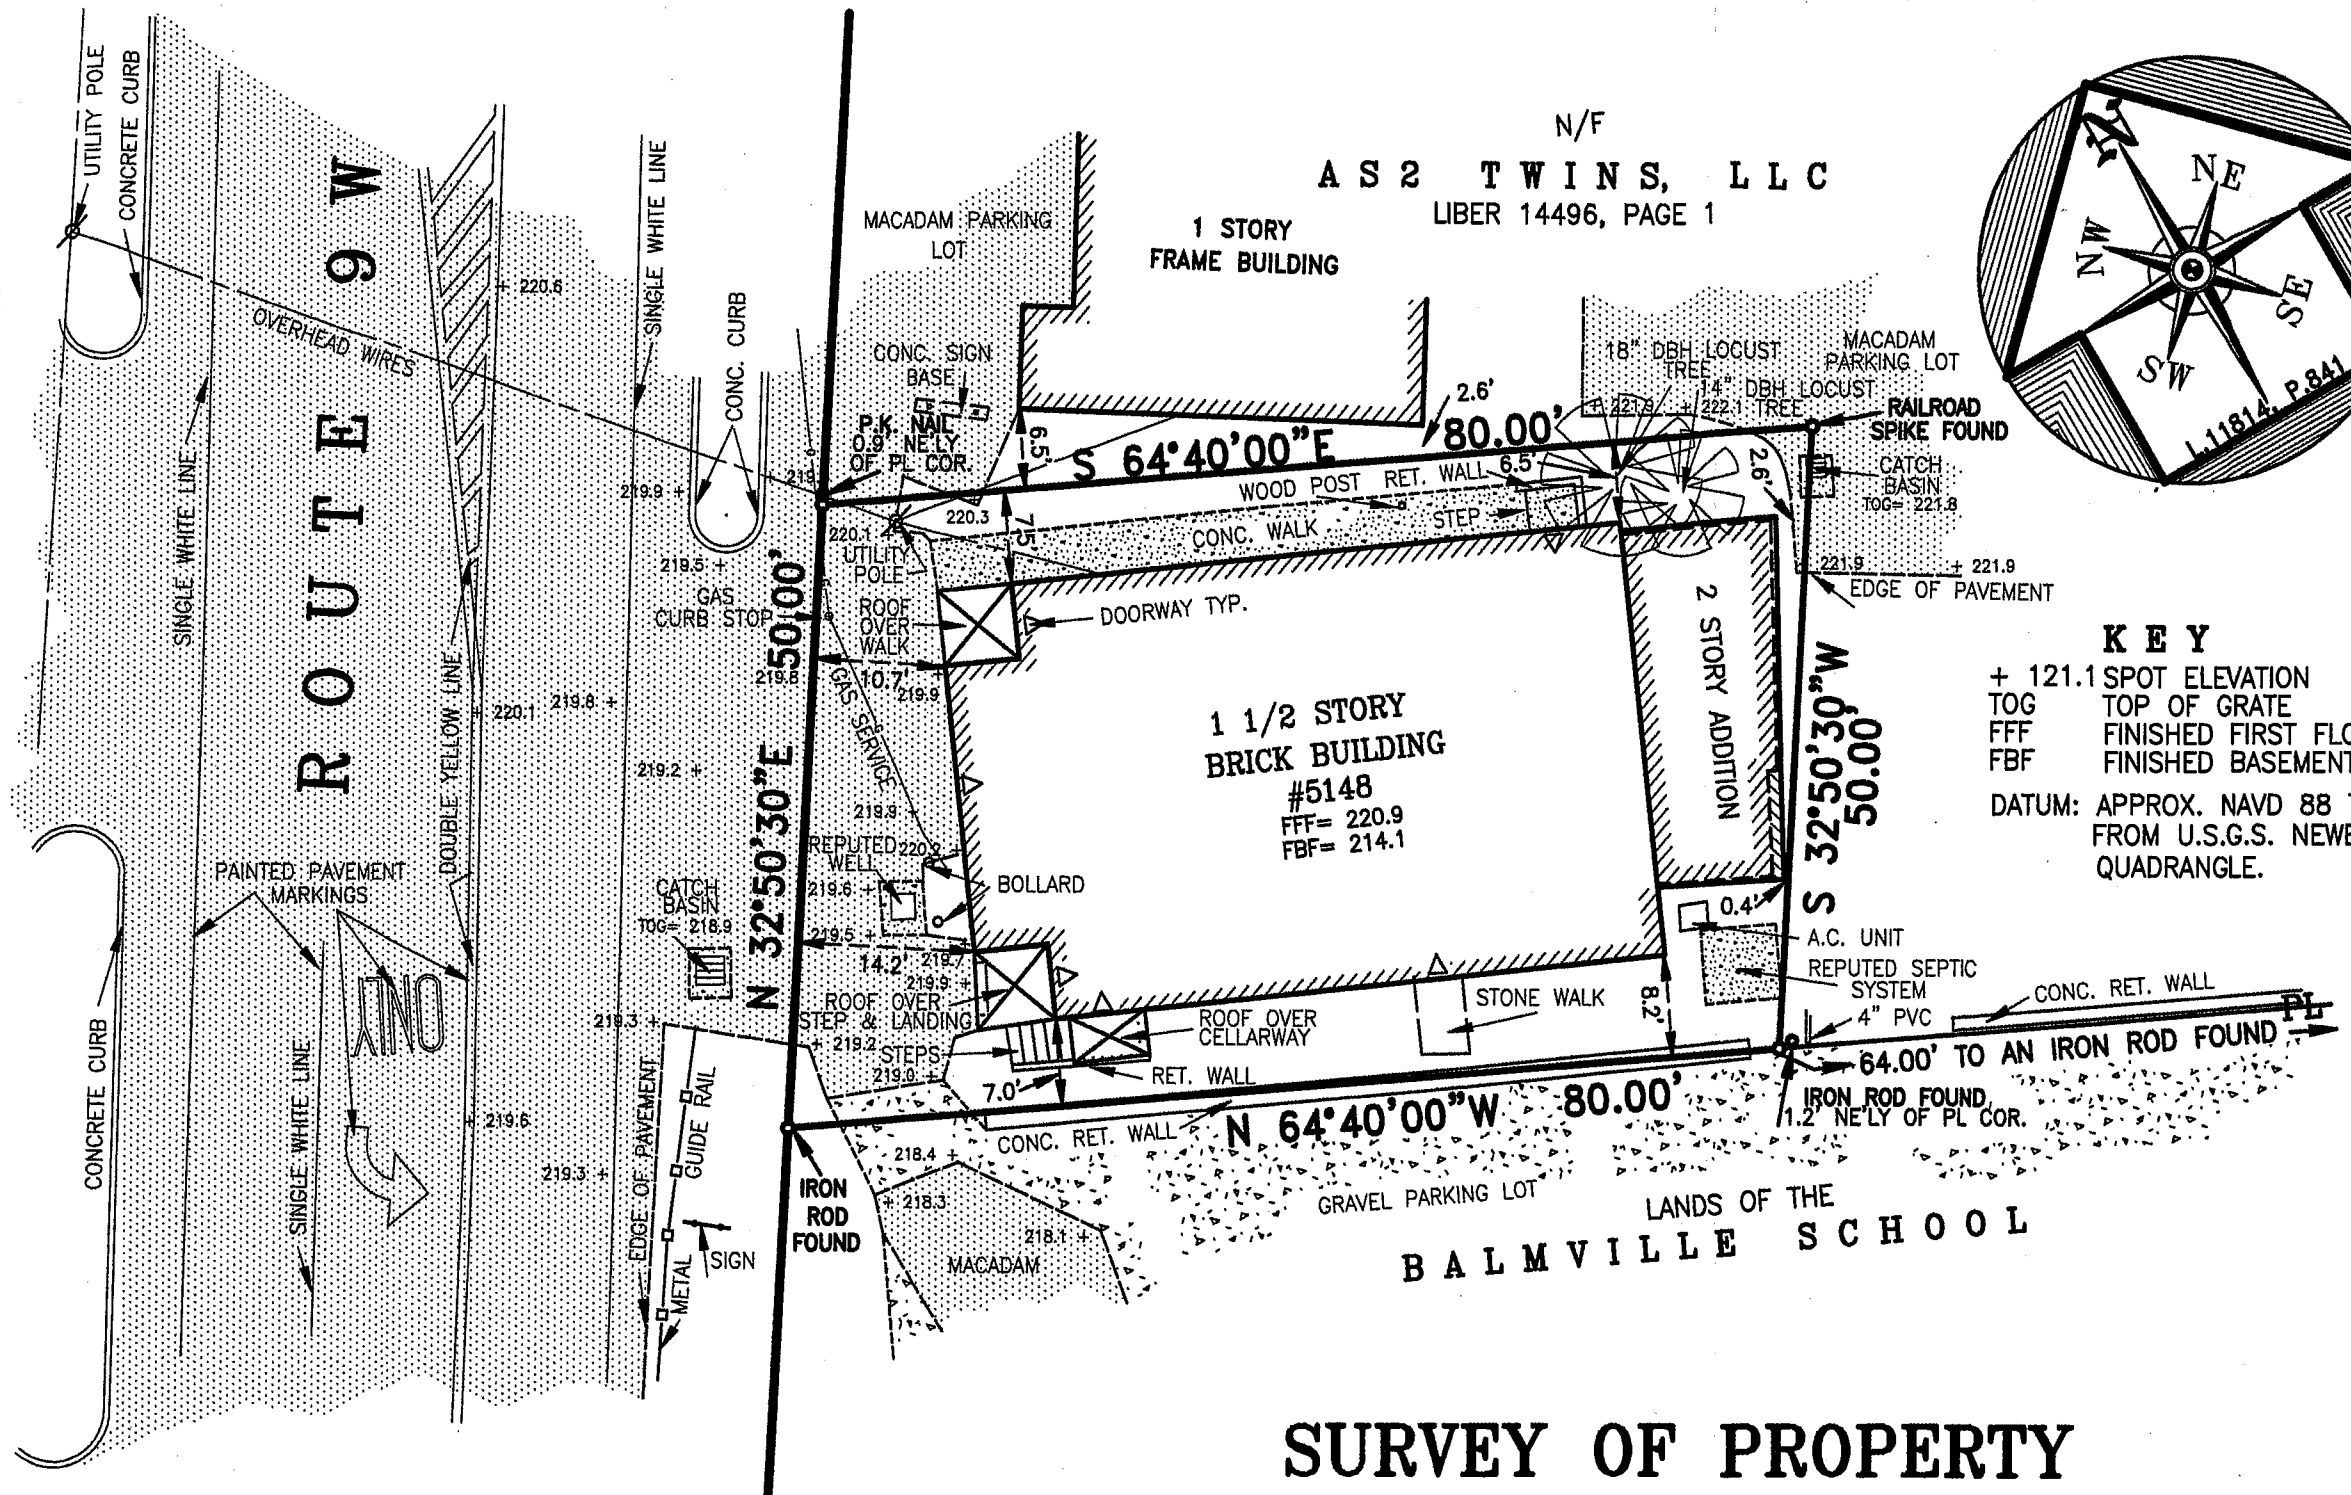 UTILITY POLE
CONCRETE CURB
ROUTE 9W
SINGLE WHITE LINE
OVERHEAD WIRES
+ 220.6
SINGLE WHITE LINE
CONC. CURB
MACADAM PARKING
LOT
1 STORY
FRAME BUILDING
N/F
AS2 TWINS, LLC
LIBER 14496, PAGE 1
N
NE
NW
SE
SW
L.11814, P.841
CONC. SIGN
BASE
P.K. NAIL
0.9' NE'LY
OF PL COR.
6.5'
2.6'
S 64°40'00"E
80.00'
18" DBH LOCUST
TREE
14" DBH LOCUST
TREE
+ 221.9
+ 222.1
MACADAM
PARKING LOT
RAILROAD
SPIKE FOUND
CATCH
BASIN
TOG= 221.8
2.6'
WOOD POST RET. WALL
6.5'
STEP
CONC. WALK
7.5'
219.9 +
219.
220.3
220.1
UTILITY
POLE
219.5 +
GAS
CURB STOP
ROOF
OVER
WALK
DOORWAY TYP.
221.9
+ 221.9
EDGE OF PAVEMENT
2 STORY ADDITION
KEY
+ 121.1 SPOT ELEVATION
TOG TOP OF GRATE
FFF FINISHED FIRST FLO
FBF FINISHED BASEMENT
DATUM: APPROX. NAVD 88
FROM U.S.G.S. NEWB
QUADRANGLE.
N 32°50'30"E
50.00'
S 32°50'30"W
50.00'
219.8
10.7'
219.9
GAS SERVICE
DOUBLE YELLOW LINE
+ 220.1
219.8 +
219.2 +
1 1/2 STORY
BRICK BUILDING
#5148
FFF= 220.9
FBF= 214.1
219.9 +
REPUTED
WELL
220.2 +
219.6 +
BOLLARD
PAINTED PAVEMENT
MARKINGS
CATCH
BASIN
TOG= 218.9
219.5 +
14.2'
219.7
219.9 +
ROOF OVER
STEP & LANDING
0.4'
A.C. UNIT
REPUTED SEPTIC
SYSTEM
4" PVC
CONC. RET. WALL
PL
ONLY
SINGLE WHITE LINE
CONCRETE CURB
219.3 +
+ 219.2
STEPS
219.0 +
ROOF OVER
CELLARWAY
STONE WALK
8.2'
RET. WALL
7.0'
64.00' TO AN IRON ROD FOUND
IRON ROD FOUND,
1.2' NE'LY OF PL COR.
+ 219.6
219.3 +
EDGE OF PAVEMENT
METAL GUIDE RAIL
SIGN
CONC. RET. WALL
N 64°40'00"W
80.00'
IRON
ROD
FOUND
218.4 +
+ 218.3
218.1 +
MACADAM
GRAVEL PARKING LOT
LANDS OF THE
BALMVILLE SCHOOL
SURVEY OF PROPERTY